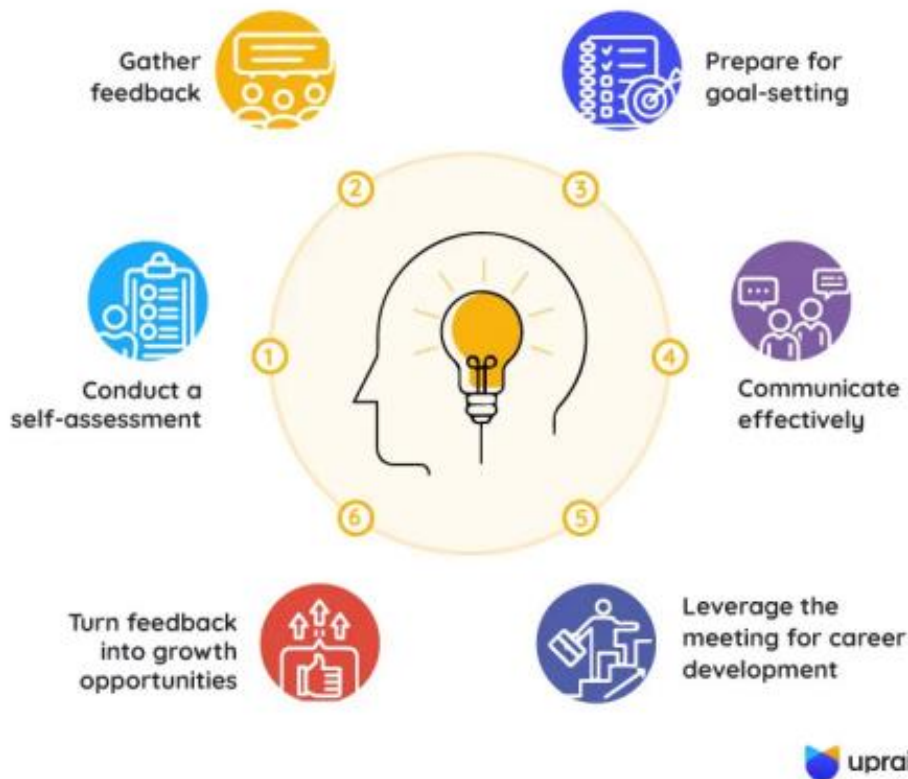 Gather
feedback
Prepare for
goal-setting
2
3
1
4
Conduct a
self-assessment
Communicate
effectively
6
5
Turn feedback
into growth
opportunities
Leverage the
meeting for career
development
uprai